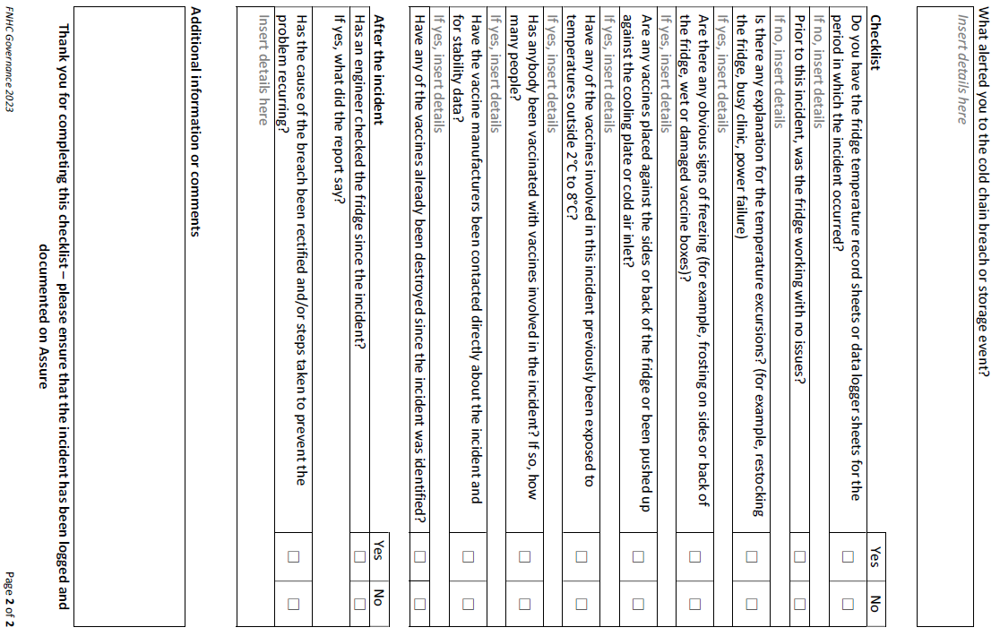 What alerted you to the cold chain breach or storage event?
Insert details here
Checklist
Yes
No
Do you have the fridge temperature record sheets or data logger sheets for the
period in which the incident occurred?
If no, insert details
Prior to this incident, was the fridge working with no issues?
If no, insert details
Is there any explanation for the temperature excursions? (for example, restocking
the fridge, busy clinic, power failure)
If yes, insert details
Are there any obvious signs of freezing (for example, frosting on sides or back of
the fridge, wet or damaged vaccine boxes)?
If yes, insert details
Are any vaccines placed against the sides or back of the fridge or been pushed up
against the cooling plate or cold air inlet?
If yes, insert details
Have any of the vaccines involved in this incident previously been exposed to
temperatures outside 2°C to 8°C?
If yes, insert details
Has anybody been vaccinated with vaccines involved in the incident? If so, how
many people?
If yes, insert details
Have the vaccine manufacturers been contacted directly about the incident and
for stability data?
If yes, insert details
Have any of the vaccines already been destroyed since the incident was identified?
After the incident
Yes
No
Has an engineer checked the fridge since the incident?
If yes, what did the report say?
Has the cause of the breach been rectified and/or steps taken to prevent the
problem recurring?
Insert details here
Additional information or comments
Thank you for completing this checklist – please ensure that the incident has been logged and
documented on Assure
FNHC Governance 2023
Page 2 of 2